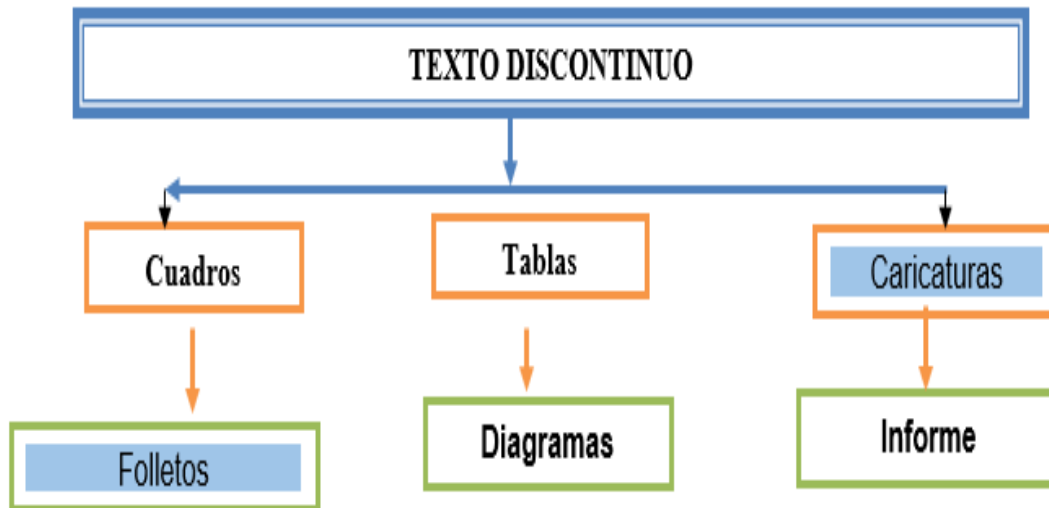 TEXTO DISCONTINUO
Cuadros
Tablas
Caricaturas
Folletos
Diagramas
Informe